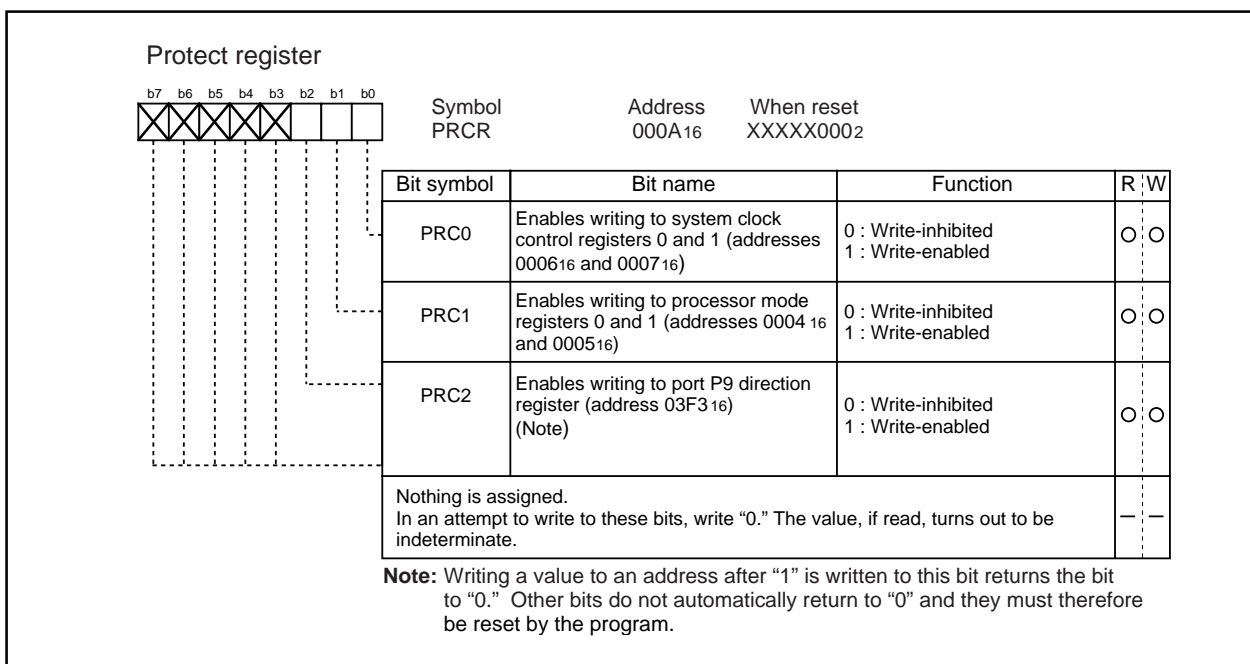 Protect register
b7 b6 b5 b4 b3 b2 b1 b0
Symbol Address When reset
PRCR 000A16 XXXXX0002
Bit symbol Bit name Function R W
PRC0
Enables writing to system clock
control registers 0 and 1 (addresses
000616 and 000716)
0 : Write-inhibited
1 : Write-enabled
PRC1
Enables writing to processor mode
registers 0 and 1 (addresses 0004 16
and 000516)
0 : Write-inhibited
1 : Write-enabled
PRC2
Enables writing to port P9 direction
register (address 03F3 16)
(Note)
0 : Write-inhibited
1 : Write-enabled
Nothing is assigned.
In an attempt to write to these bits, write “0.” The value, if read, turns out to be
indeterminate.
Note: Writing a value to an address after “1” is written to this bit returns the bit
to “0.” Other bits do not automatically return to “0” and they must therefore
be reset by the program.